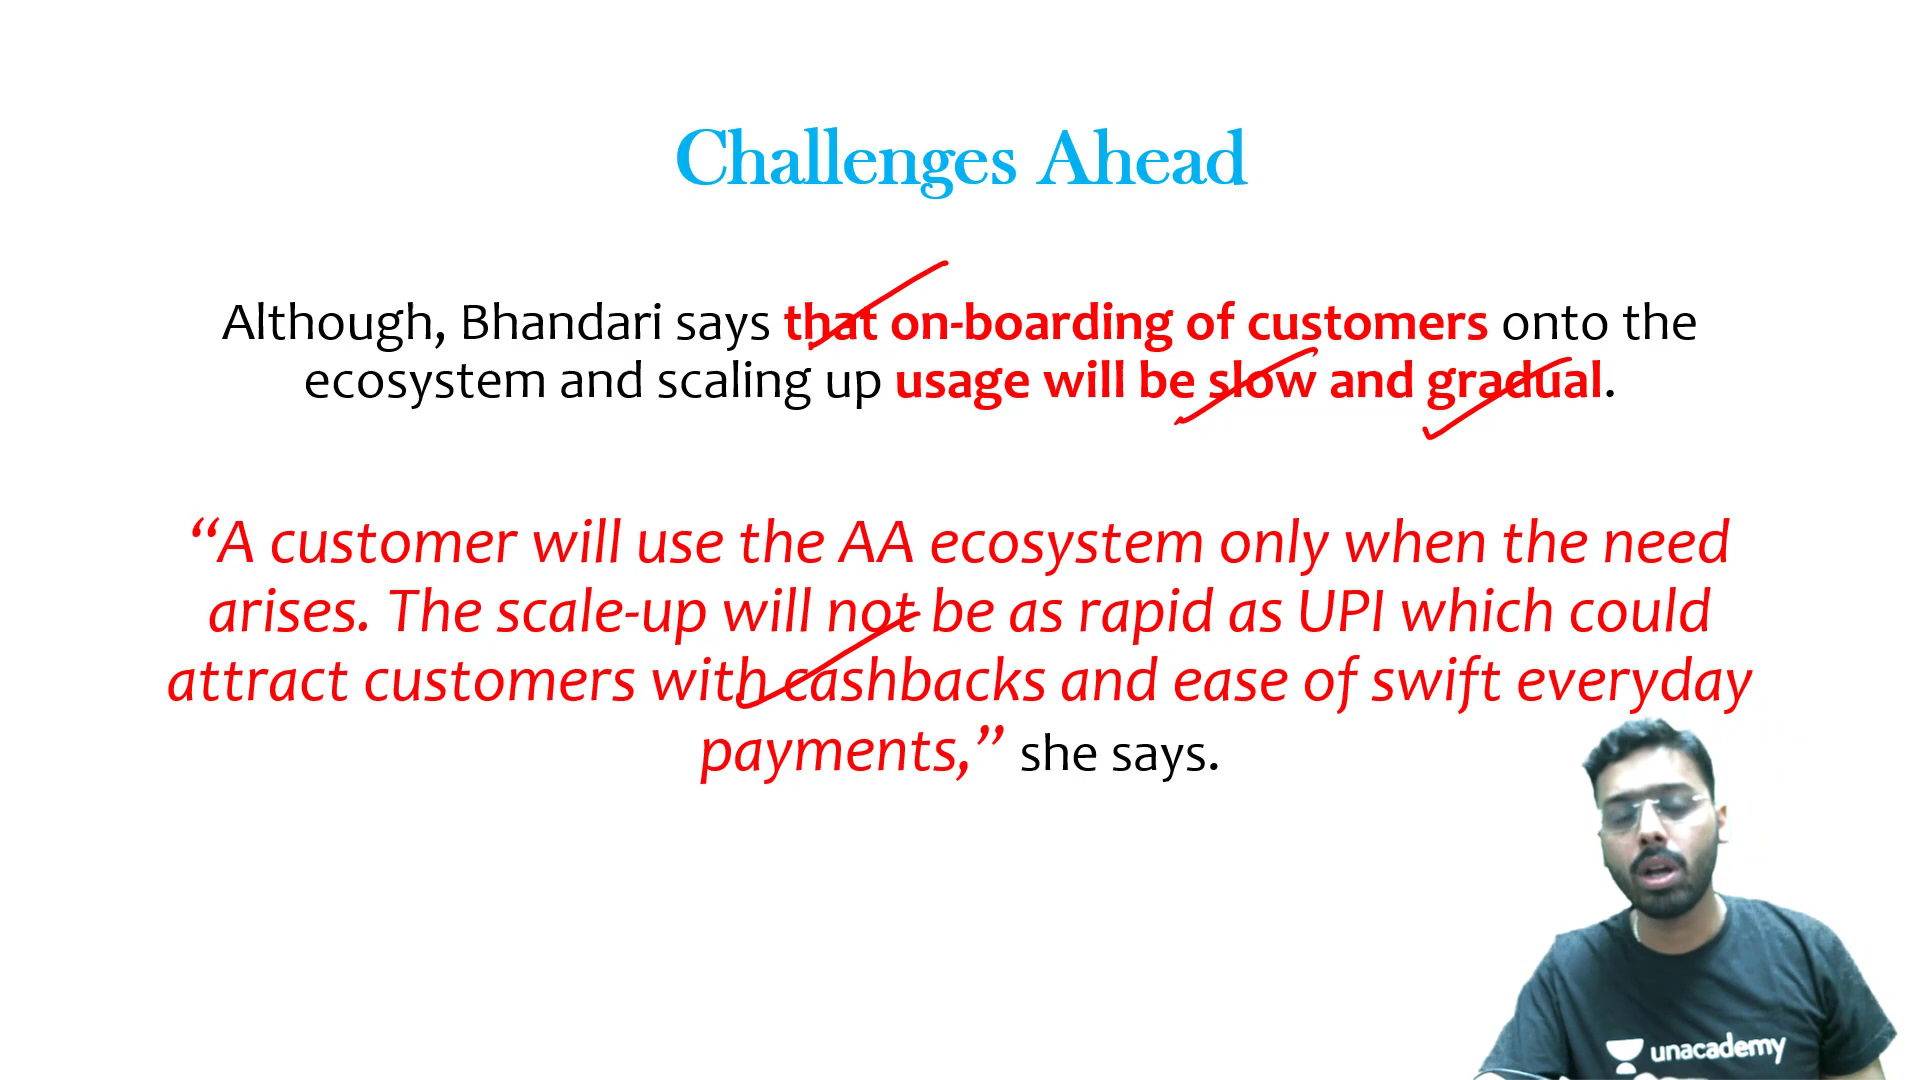 Challenges Ahead
Although, Bhandari says that on-boarding of customers onto the
ecosystem and scaling up usage will be slow and gradual.
“A customer will use the AA ecosystem only when the need
arises. The scale-up will not be as rapid as UPI which could
attract customers with cashbacks and ease of swift everyday
payments,” she says.
unacademy